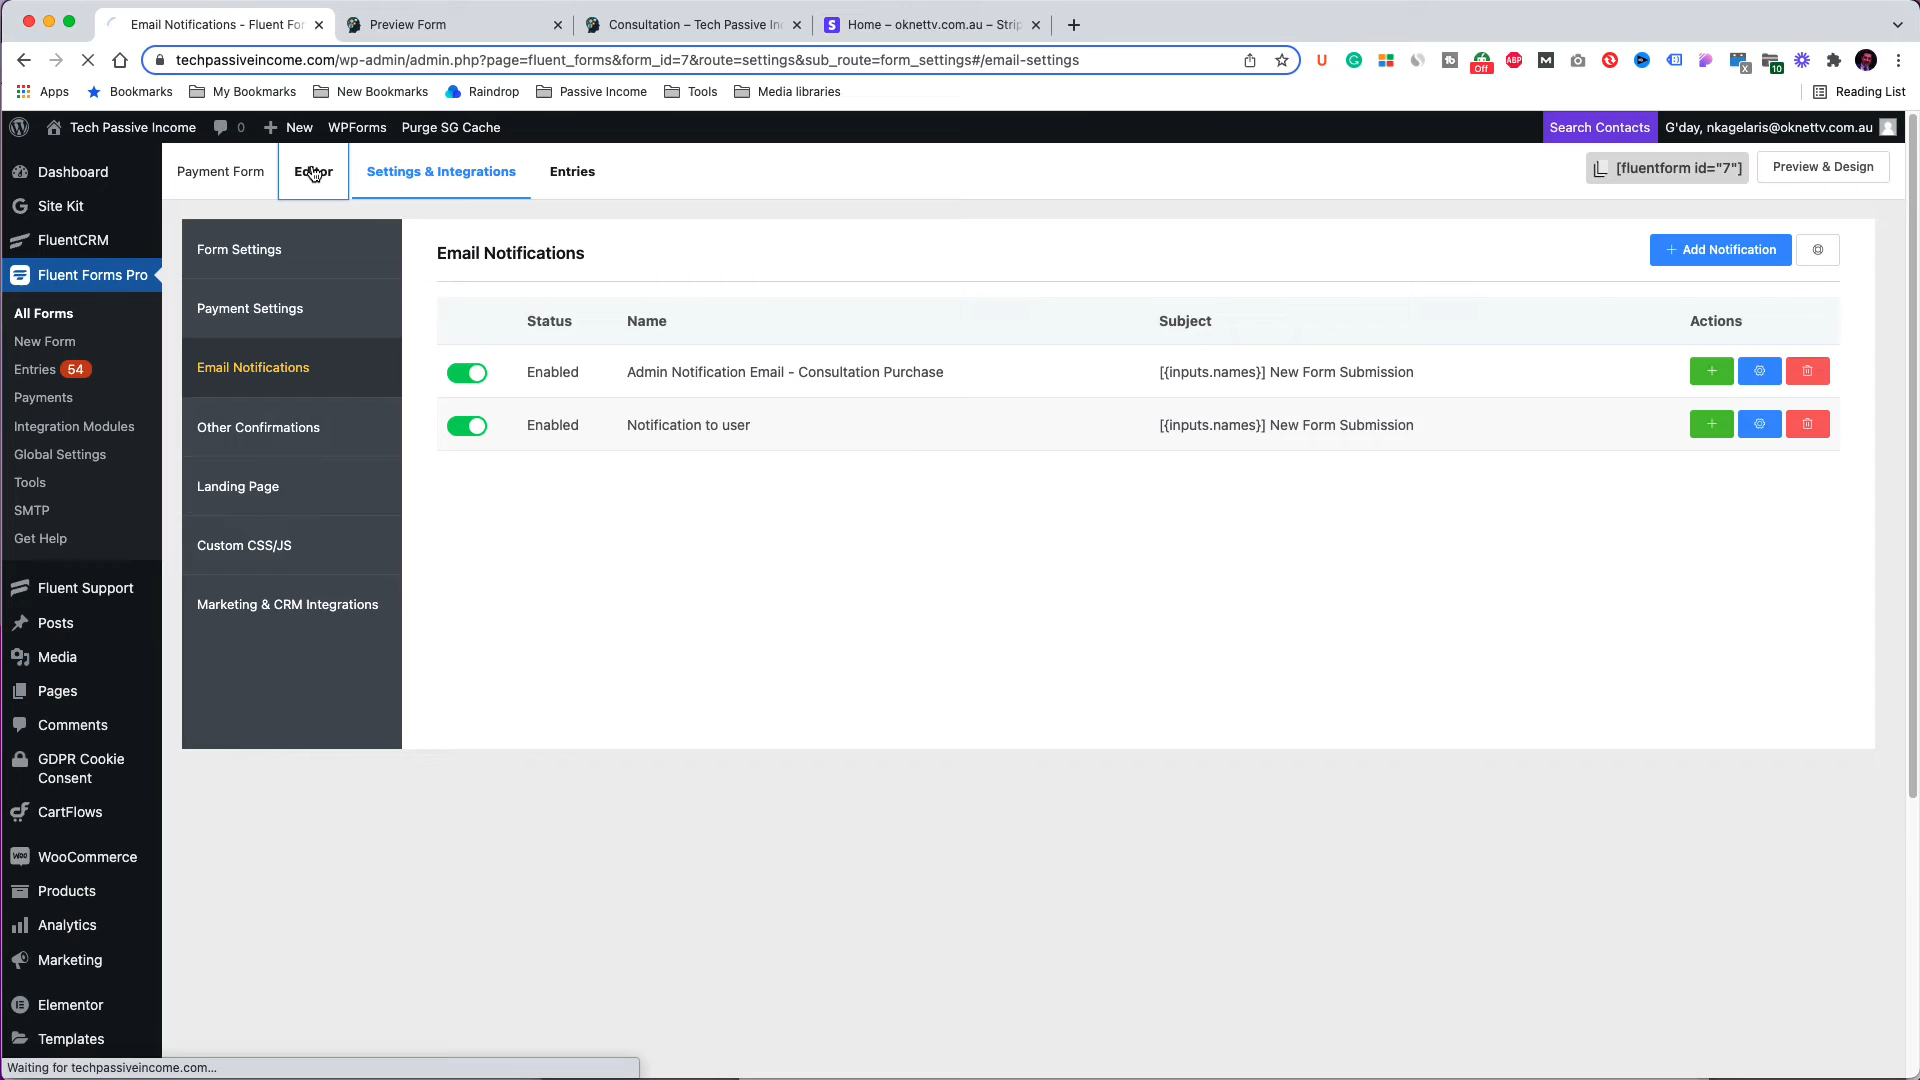 Email Notifications - Fluent For
Preview Form
Consultation – Tech Passive In
S Home – oknettv.com.au – Strip
techpassiveincome.com/wp-admin/admin.php?page=fluent_forms&form_id=7&route=settings&sub_route=form_settings#/email-settings
U
Off
ABP
M
x
10
Apps
Bookmarks
My Bookmarks
New Bookmarks
Raindrop
Passive Income
Tools
Media libraries
Reading List
Tech Passive Income
0
New
WPForms
Purge SG Cache
Search Contacts
G'day, nkagelaris@oknettv.com.au
Dashboard
Site Kit
FluentCRM
Fluent Forms Pro
All Forms
New Form
Entries 54
Payments
Integration Modules
Global Settings
Tools
SMTP
Get Help
Fluent Support
Posts
Media
Pages
Comments
GDPR Cookie
Consent
CartFlows
WooCommerce
Products
Analytics
Marketing
Elementor
Templates
Payment Form
Editor
Settings & Integrations
Entries
[fluentform id="7"]
Preview & Design
Form Settings
Payment Settings
Email Notifications
Other Confirmations
Landing Page
Custom CSS/JS
Marketing & CRM Integrations
Email Notifications
+ Add Notification
Status Name Subject Actions
Enabled Admin Notification Email - Consultation Purchase [{inputs.names}] New Form Submission
Enabled Notification to user [{inputs.names}] New Form Submission
Waiting for techpassiveincome.com...